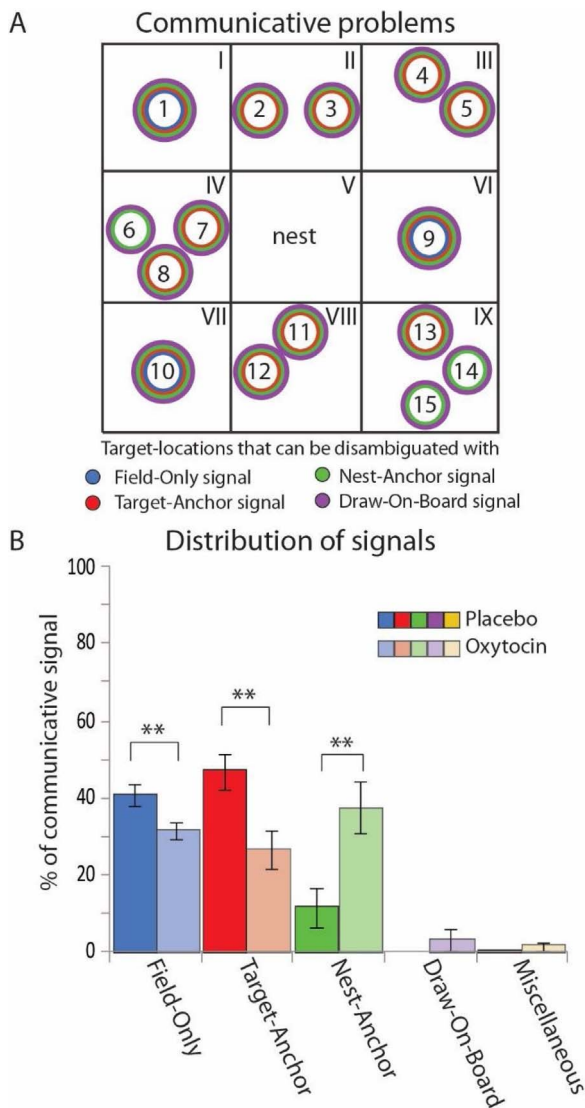 A Communicative problems
I II III
1 2 3 4 5
IV V VI
6 7 8 nest 9
VII VIII IX
10 11 12 13 14 15
Target-locations that can be disambiguated with
Field-Only signal Nest-Anchor signal
Target-Anchor signal Draw-On-Board signal
B Distribution of signals
% of communicative signal
100
80
60
40
20
0
Placebo
Oxytocin
**
**
**
Field-Only
Target-Anchor
Nest-Anchor
Draw-On-Board
Miscellaneous